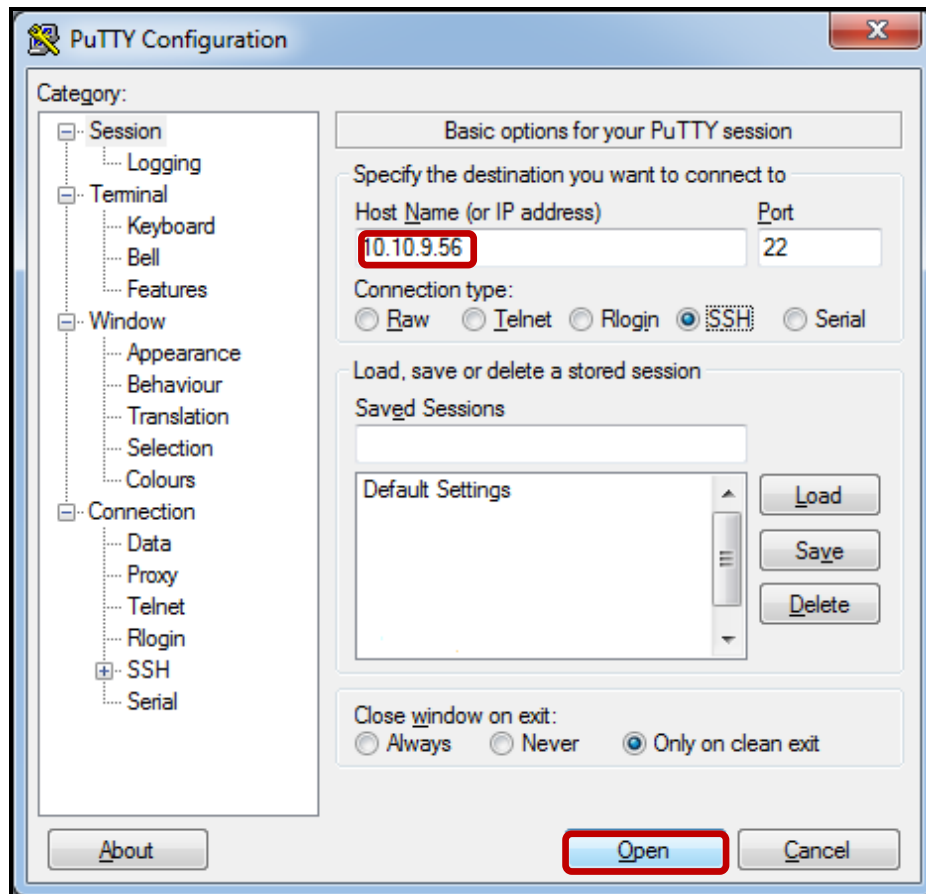 PuTTY Configuration
Category:
Session
Logging
Terminal
Keyboard
Bell
Features
Window
Appearance
Behaviour
Translation
Selection
Colours
Connection
Data
Proxy
Telnet
Rlogin
SSH
Serial
Basic options for your PuTTY session
Specify the destination you want to connect to
Host Name (or IP address) Port
10.10.9.56 22
Connection type:
Raw Telnet Rlogin SSH Serial
Load, save or delete a stored session
Saved Sessions
Default Settings
Load
Save
Delete
Close window on exit:
Always Never Only on clean exit
About Open Cancel